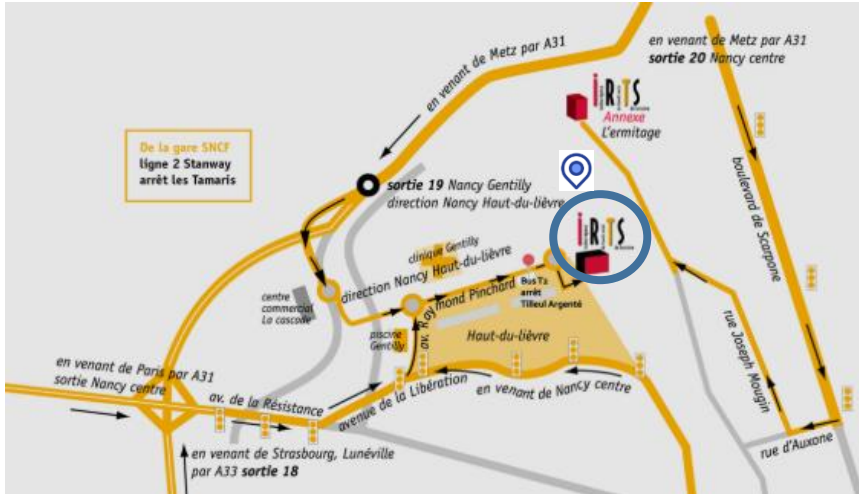 en venant de Metz par A31
en venant de Metz par A31
sortie 20 Nancy centre
iRTS
Annexe
L'ermitage
De la gare SNCF
ligne 2 Stanway
arrêt les Tamaris
sortie 19 Nancy Gentilly
direction Nancy Haut-du-lièvre
boulevard de Scarpone
iRTS
clinique Gentilly
direction Nancy Haut-du-lièvre
centre
commercial
La cascade
av. Raymond Pinchard
Bus T2
arrêt
Tilleul Argenté
piscine
Gentilly
Haut-du-lièvre
rue Joseph Mougin
en venant de Paris par A31
sortie Nancy centre
av. de la Résistance
avenue de la Libération
en venant de Nancy centre
rue d'Auxone
en venant de Strasbourg, Lunéville
par A33 sortie 18